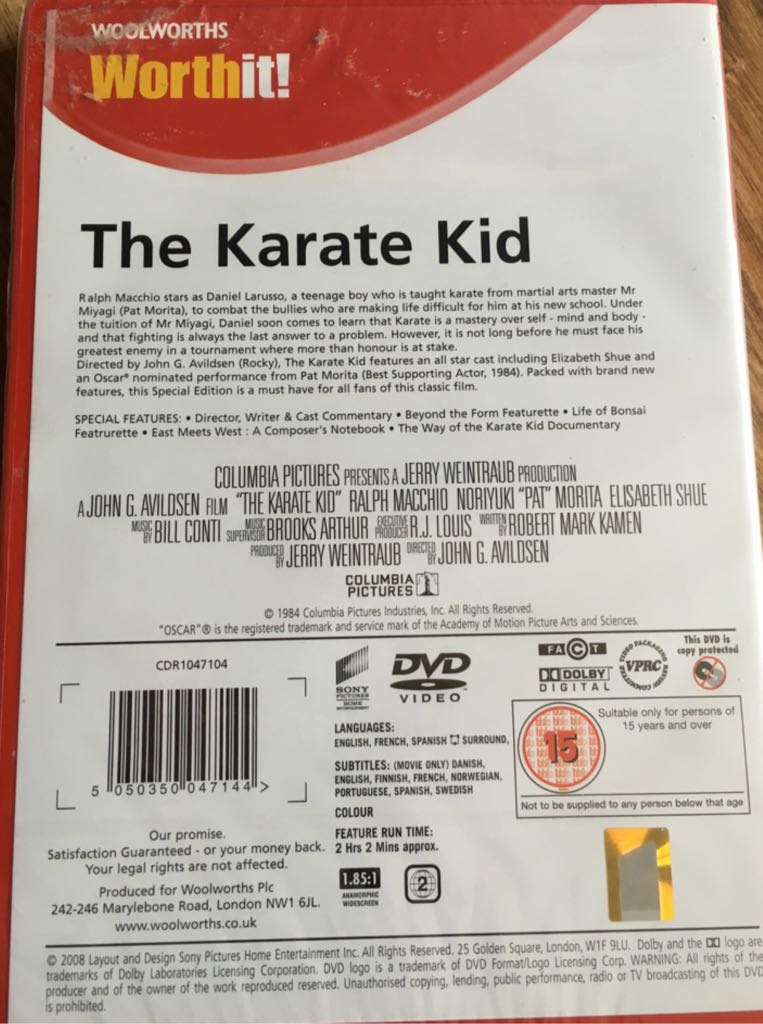 WOOLWORTHS
Worthit!
The Karate Kid
Ralph Macchio stars as Daniel Larusso, a teenage boy who is taught karate from martial arts master Mr
Miyagi (Pat Morita), to combat the bullies who are making life difficult for him at his new school. Under
the tuition of Mr Miyagi, Daniel soon comes to learn that Karate is a mastery over self - mind and body -
and that fighting is always the last answer to a problem. However, it is not long before he must face his
greatest enemy in a tournament where more than honour is at stake.
Directed by John G. Avildsen (Rocky), The Karate Kid features an all star cast including Elizabeth Shue and
an Oscar® nominated performance from Pat Morita (Best Supporting Actor, 1984). Packed with brand new
features, this Special Edition is a must have for all fans of this classic film.
SPECIAL FEATURES: • Director, Writer & Cast Commentary • Beyond the Form Featurette • Life of Bonsai
Featrurette • East Meets West : A Composer's Notebook • The Way of the Karate Kid Documentary
COLUMBIA PICTURES PRESENTS A JERRY WEINTRAUB PRODUCTION
A JOHN G. AVILDSEN FILM "THE KARATE KID" RALPH MACCHIO NORIYUKI "PAT" MORITA ELISABETH SHUE
MUSIC BY BILL CONTI MUSIC SUPERVISOR BROOKS ARTHUR EXECUTIVE PRODUCER R.J. LOUIS WRITTEN BY ROBERT MARK KAMEN
PRODUCED BY JERRY WEINTRAUB DIRECTED BY JOHN G. AVILDSEN
COLUMBIA
PICTURES
© 1984 Columbia Pictures Industries, Inc. All Rights Reserved.
"OSCAR"® is the registered trademark and service mark of the Academy of Motion Picture Arts and Sciences.
CDR1047104
5 050350 047144 >
Our promise.
Satisfaction Guaranteed - or your money back.
Your legal rights are not affected.
Produced for Woolworths Plc
242-246 Marylebone Road, London NW1 6JL.
www.woolworths.co.uk
SONY
PICTURES
HOME
ENTERTAINMENT
DVD
VIDEO
LANGUAGES:
ENGLISH, FRENCH, SPANISH SURROUND,
SUBTITLES: (MOVIE ONLY) DANISH,
ENGLISH, FINNISH, FRENCH, NORWEGIAN,
PORTUGUESE, SPANISH, SWEDISH
COLOUR
FEATURE RUN TIME:
2 Hrs 2 Mins approx.
1.85:1
ANAMORPHIC
WIDESCREEN
2
FACT
DOLBY
DIGITAL
VIDEO PACKAGING REVIEW COMMITTEE
VPRC
This DVD is
copy protected
15
Suitable only for persons of
15 years and over
Not to be supplied to any person below that age
© 2008 Layout and Design Sony Pictures Home Entertainment Inc. All Rights Reserved. 25 Golden Square, London, W1F 9LU. Dolby and the logo are
trademarks of Dolby Laboratories Licensing Corporation. DVD logo is a trademark of DVD Format/Logo Licensing Corp. WARNING: All rights of the
producer and of the owner of the work reproduced reserved. Unauthorised copying, lending, public performance, radio or TV broadcasting of this DVD
is prohibited.